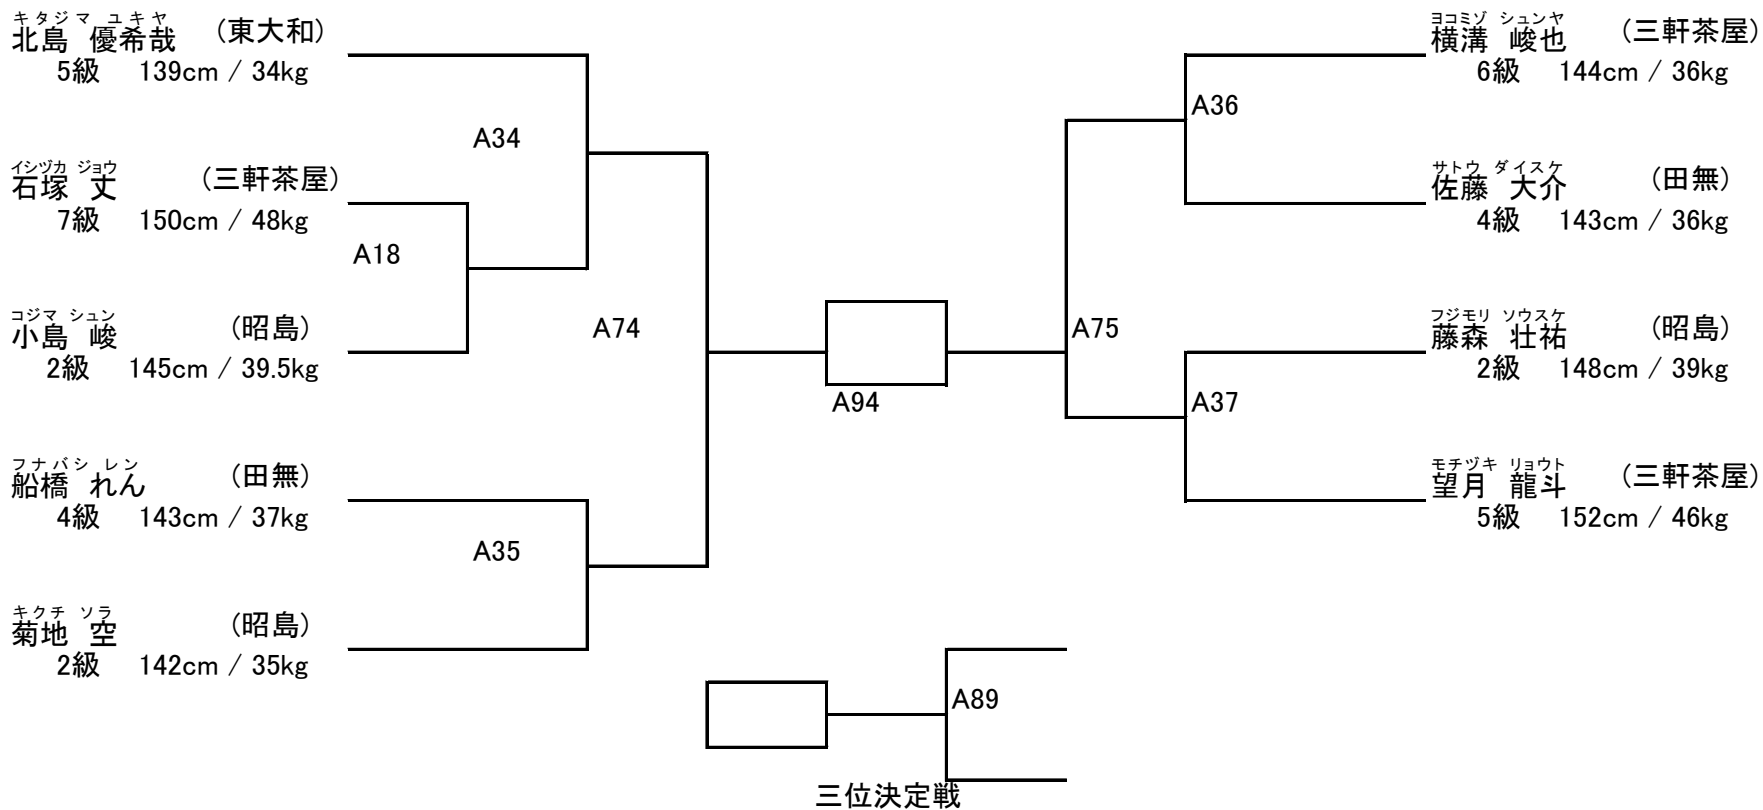 キタジマ ユキヤ
北島 優希哉 (東大和)
5級 139cm / 34kg
A34
イシヅカ ジョウ
石塚 丈 (三軒茶屋)
7級 150cm / 48kg
A18
コジマ シュン
小島 峻 (昭島)
2級 145cm / 39.5kg
A74
フナバシ レン
船橋 れん (田無)
4級 143cm / 37kg
A35
キクチ ソラ
菊地 空 (昭島)
2級 142cm / 35kg
A94
ヨコミゾ シュンヤ
横溝 峻也 (三軒茶屋)
6級 144cm / 36kg
A36
サトウ ダイスケ
佐藤 大介 (田無)
4級 143cm / 36kg
A75
フジモリ ソウスケ
藤森 壮祐 (昭島)
2級 148cm / 39kg
A37
モチヅキ リョウト
望月 龍斗 (三軒茶屋)
5級 152cm / 46kg
A89
三位決定戦